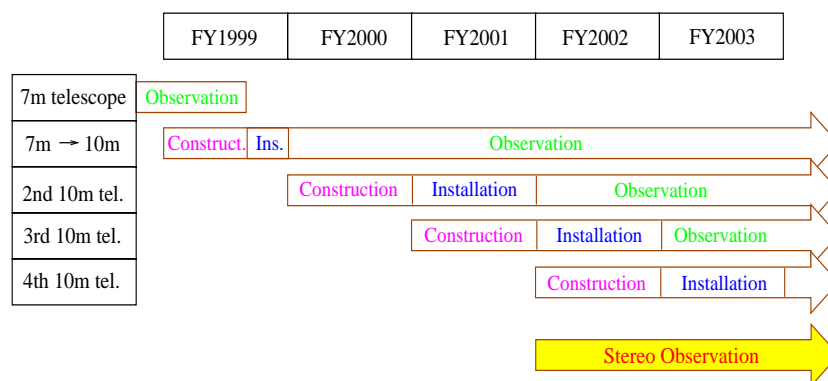 FY1999 FY2000 FY2001 FY2002 FY2003
7m telescope Observation
7m → 10m Construct. Ins. Observation
2nd 10m tel. Construction Installation Observation
3rd 10m tel. Construction Installation Observation
4th 10m tel. Construction Installation
Stereo Observation